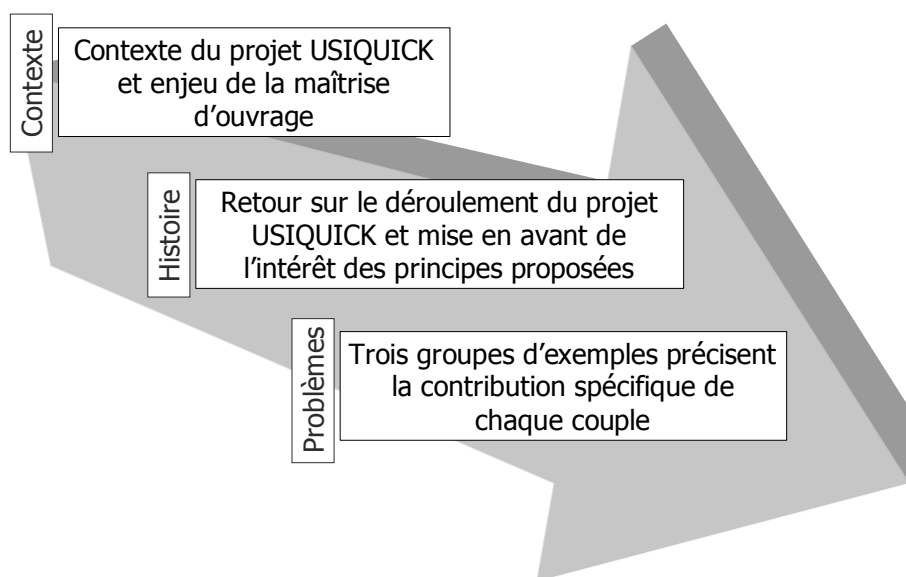 Contexte
Contexte du projet USIQUICK
et enjeu de la maîtrise
d’ouvrage
Histoire
Retour sur le déroulement du projet
USIQUICK et mise en avant de
l’intérêt des principes proposées
Problèmes
Trois groupes d’exemples précisent
la contribution spécifique de
chaque couple